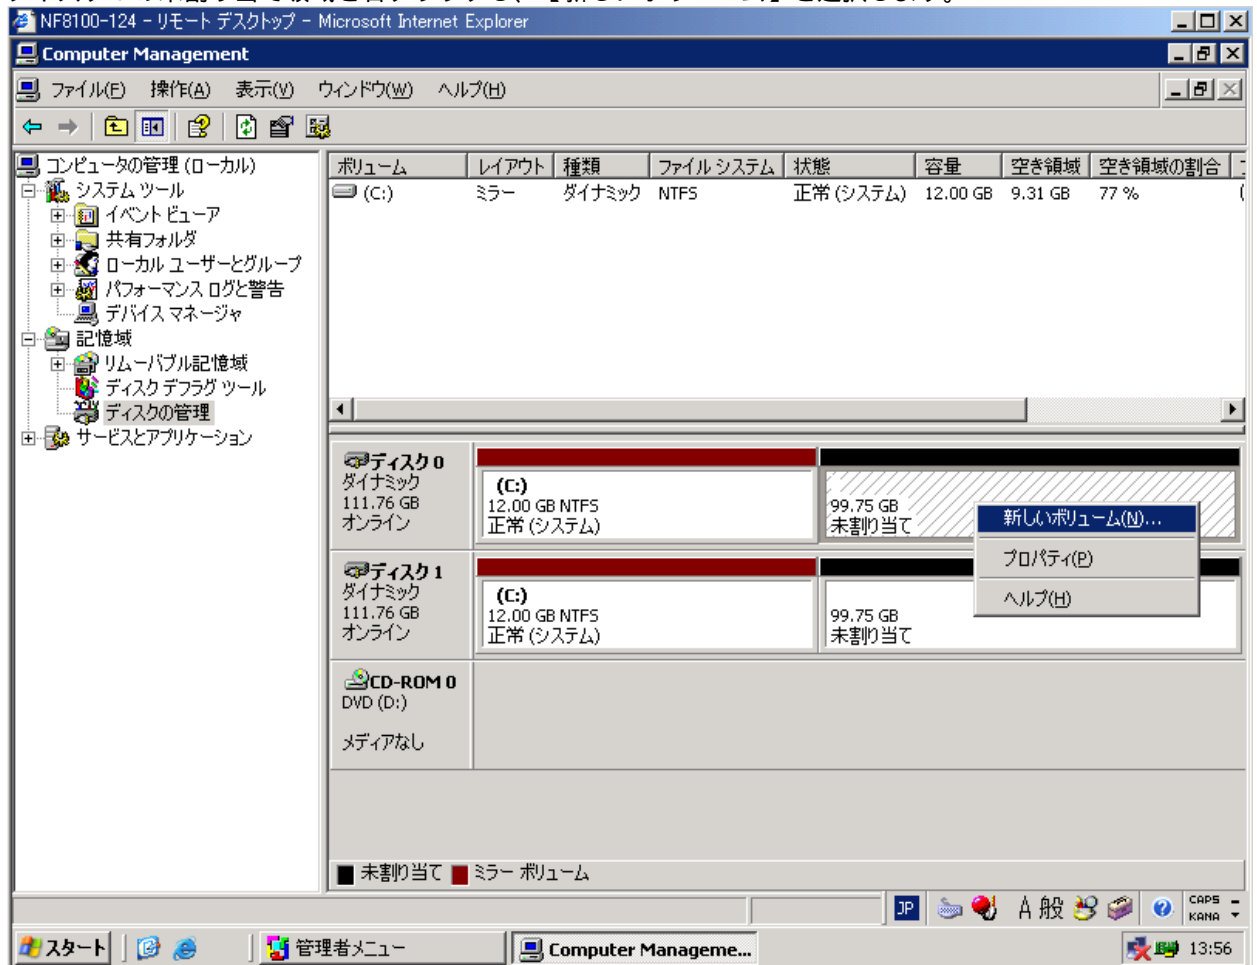 NF8100-124 - リモート デスクトップ - Microsoft Internet Explorer
Computer Management
ファイル(F) 操作(A) 表示(V) ウィンドウ(W) ヘルプ(H)
コンピュータの管理 (ローカル)
システム ツール
イベント ビューア
共有フォルダ
ローカル ユーザーとグループ
パフォーマンス ログと警告
デバイス マネージャ
記憶域
リムーバブル記憶域
ディスク デフラグ ツール
ディスクの管理
サービスとアプリケーション
ボリューム レイアウト 種類 ファイル システム 状態 容量 空き領域 空き領域の割合
(C:) ミラー ダイナミック NTFS 正常 (システム) 12.00 GB 9.31 GB 77 %
ディスク 0
ダイナミック
111.76 GB
オンライン
(C:)
12.00 GB NTFS
正常 (システム)
99.75 GB
未割り当て
新しいボリューム(N)...
プロパティ(P)
ヘルプ(H)
ディスク 1
ダイナミック
111.76 GB
オンライン
(C:)
12.00 GB NTFS
正常 (システム)
99.75 GB
未割り当て
CD-ROM 0
DVD (D:)
メディアなし
未割り当て ミラー ボリューム
JP A 般 CAPS
KANA
スタート 管理者メニュー Computer Manageme... 13:56